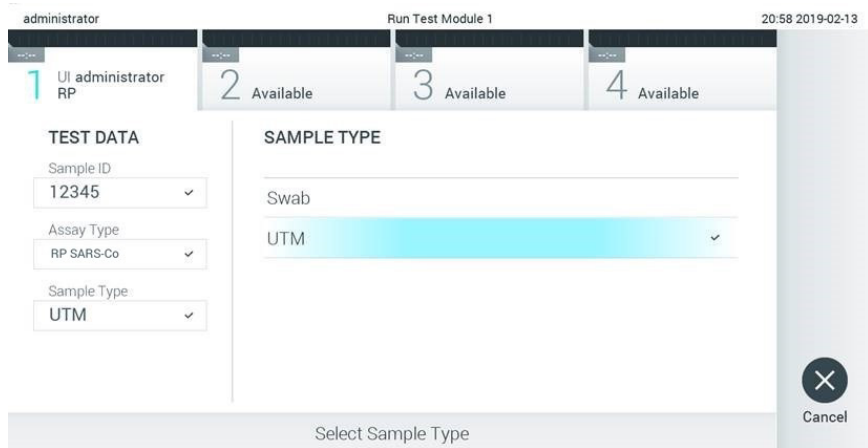 administrator Run Test Module 1 20:58 2019-02-13
--:-- --:-- --:-- --:--
1 UI administrator 2 Available 3 Available 4 Available
RP
TEST DATA
Sample ID
12345
Assay Type
RP SARS-Co
Sample Type
UTM
SAMPLE TYPE
Swab
UTM
Cancel
Select Sample Type